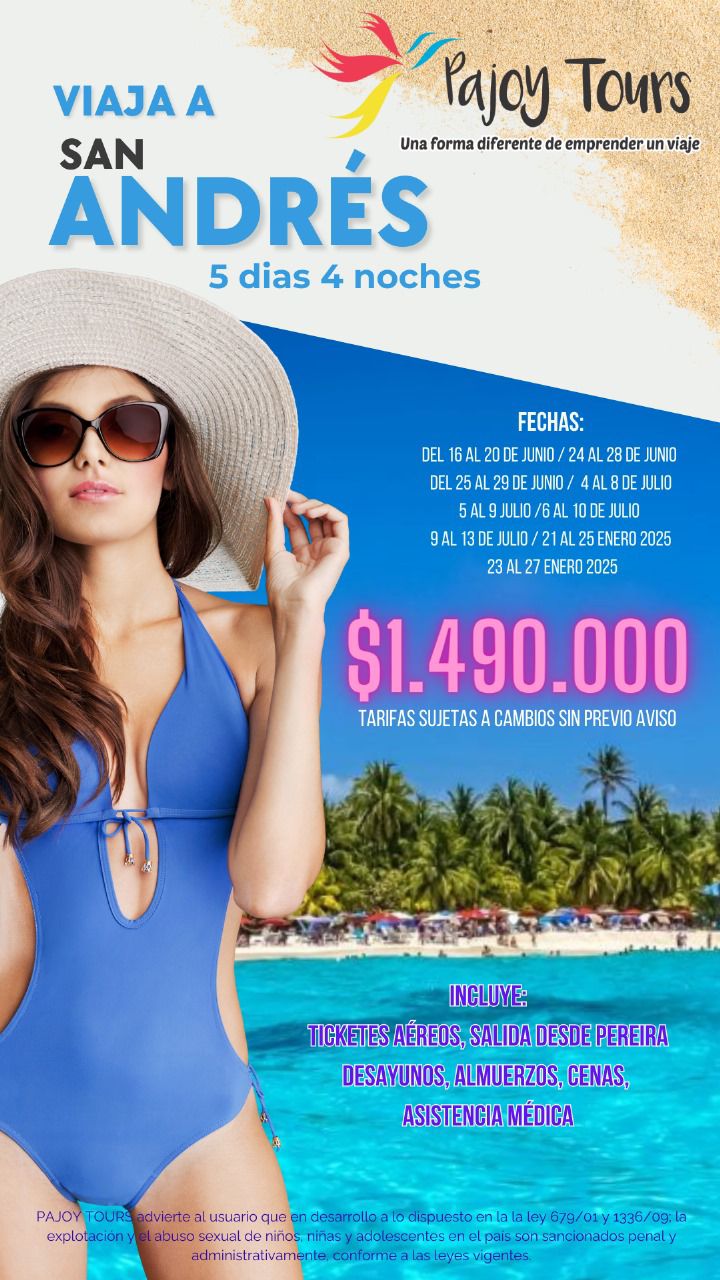 Pajoy Tours
Una forma diferente de emprender un viaje
VIAJA A
SAN
ANDRÉS
5 dias 4 noches
FECHAS:
DEL 16 AL 20 DE JUNIO / 24 AL 28 DE JUNIO
DEL 25 AL 29 DE JUNIO / 4 AL 8 DE JULIO
5 AL 9 JULIO /6 AL 10 DE JULIO
9 AL 13 DE JULIO / 21 AL 25 ENERO 2025
23 AL 27 ENERO 2025
$1.490.000
TARIFAS SUJETAS A CAMBIOS SIN PREVIO AVISO
INCLUYE:
TICKETES AÉREOS, SALIDA DESDE PEREIRA
DESAYUNOS, ALMUERZOS, CENAS,
ASISTENCIA MÉDICA
PAJOY TOURS advierte al usuario que en desarrollo a lo dispuesto en la la ley 679/01 y 1336/09; la
explotación y el abuso sexual de niños, niñas y adolescentes en el país son sancionados penal y
administrativamente, conforme a las leyes vigentes.